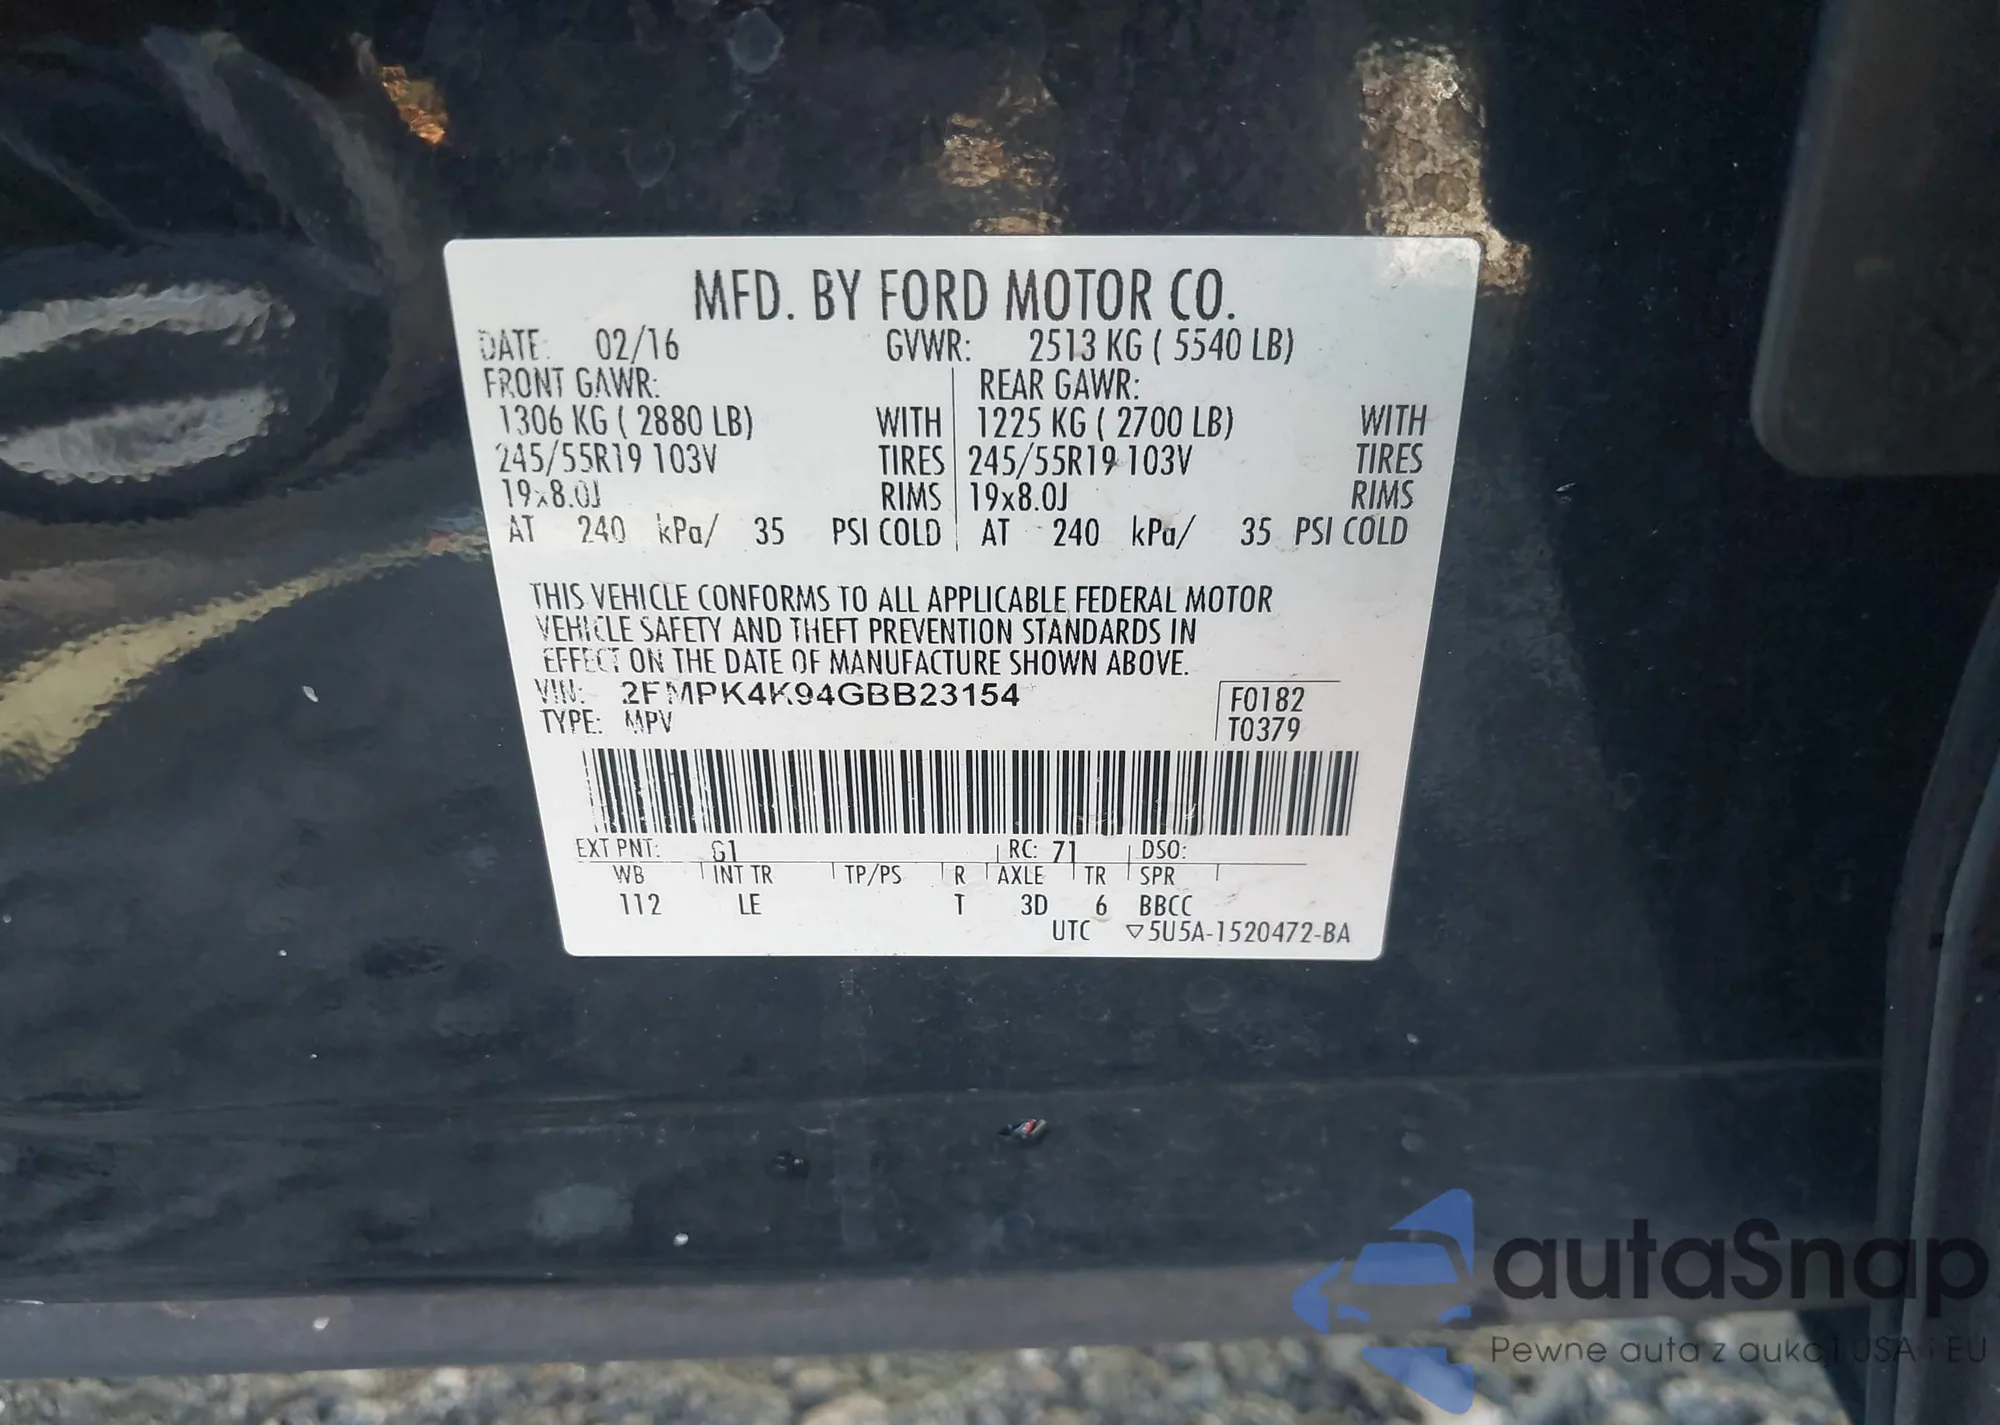 MFD. BY FORD MOTOR CO.
DATE: 02/16 GVWR: 2513 KG ( 5540 LB)
FRONT GAWR: REAR GAWR:
1306 KG ( 2880 LB) WITH 1225 KG ( 2700 LB) WITH
245/55R19 103V TIRES 245/55R19 103V TIRES
19x8.0J RIMS 19x8.0J RIMS
AT 240 kPa/ 35 PSI COLD AT 240 kPa/ 35 PSI COLD
THIS VEHICLE CONFORMS TO ALL APPLICABLE FEDERAL MOTOR
VEHICLE SAFETY AND THEFT PREVENTION STANDARDS IN
EFFECT ON THE DATE OF MANUFACTURE SHOWN ABOVE.
VIN: 2FMPK4K94GBB23154 F0182
TYPE: MPV T0379
EXT PNT: G1 RC: 71 DSO:
WB INT TR TP/PS R AXLE TR SPR
112 LE T 3D 6 BBCC
UTC ▽5U5A-1520472-BA
autaSnap
Pewne auta z aukcji USA i EU